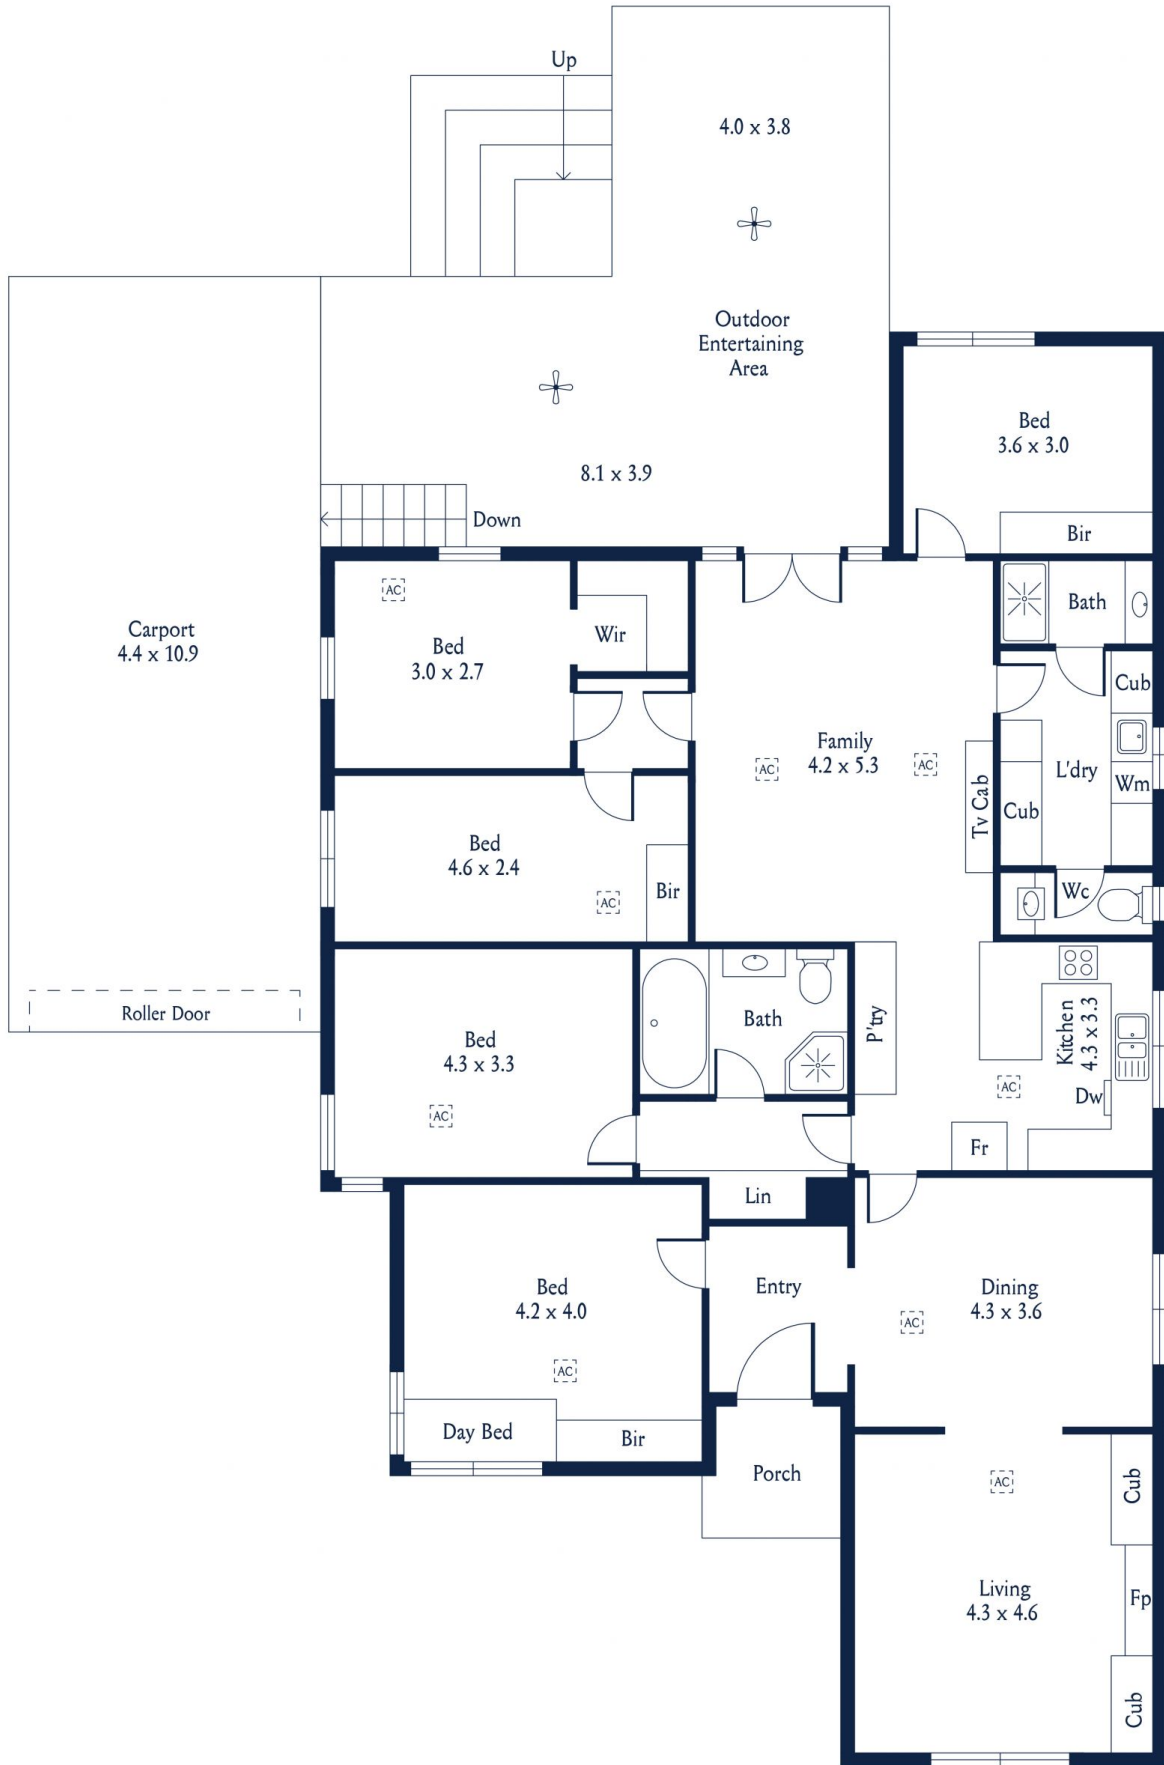 Up
4.0 x 3.8
Outdoor
Entertaining
Area
8.1 x 3.9
Down
Bed
3.6 x 3.0
Bir
Carport
4.4 x 10.9
Roller Door
AC
Bed
3.0 x 2.7
Wir
Bath
Cub
Family
4.2 x 5.3
AC
AC
Tv Cab
L'dry
Wm
Cub
Wc
Bed
4.6 x 2.4
AC
Bir
Bed
4.3 x 3.3
AC
Bath
P'try
Kitchen
4.3 x 3.3
AC
Dw
Fr
Lin
Bed
4.2 x 4.0
AC
Day Bed
Bir
Entry
Dining
4.3 x 3.6
AC
Porch
AC
Cub
Living
4.3 x 4.6
Fp
Cub